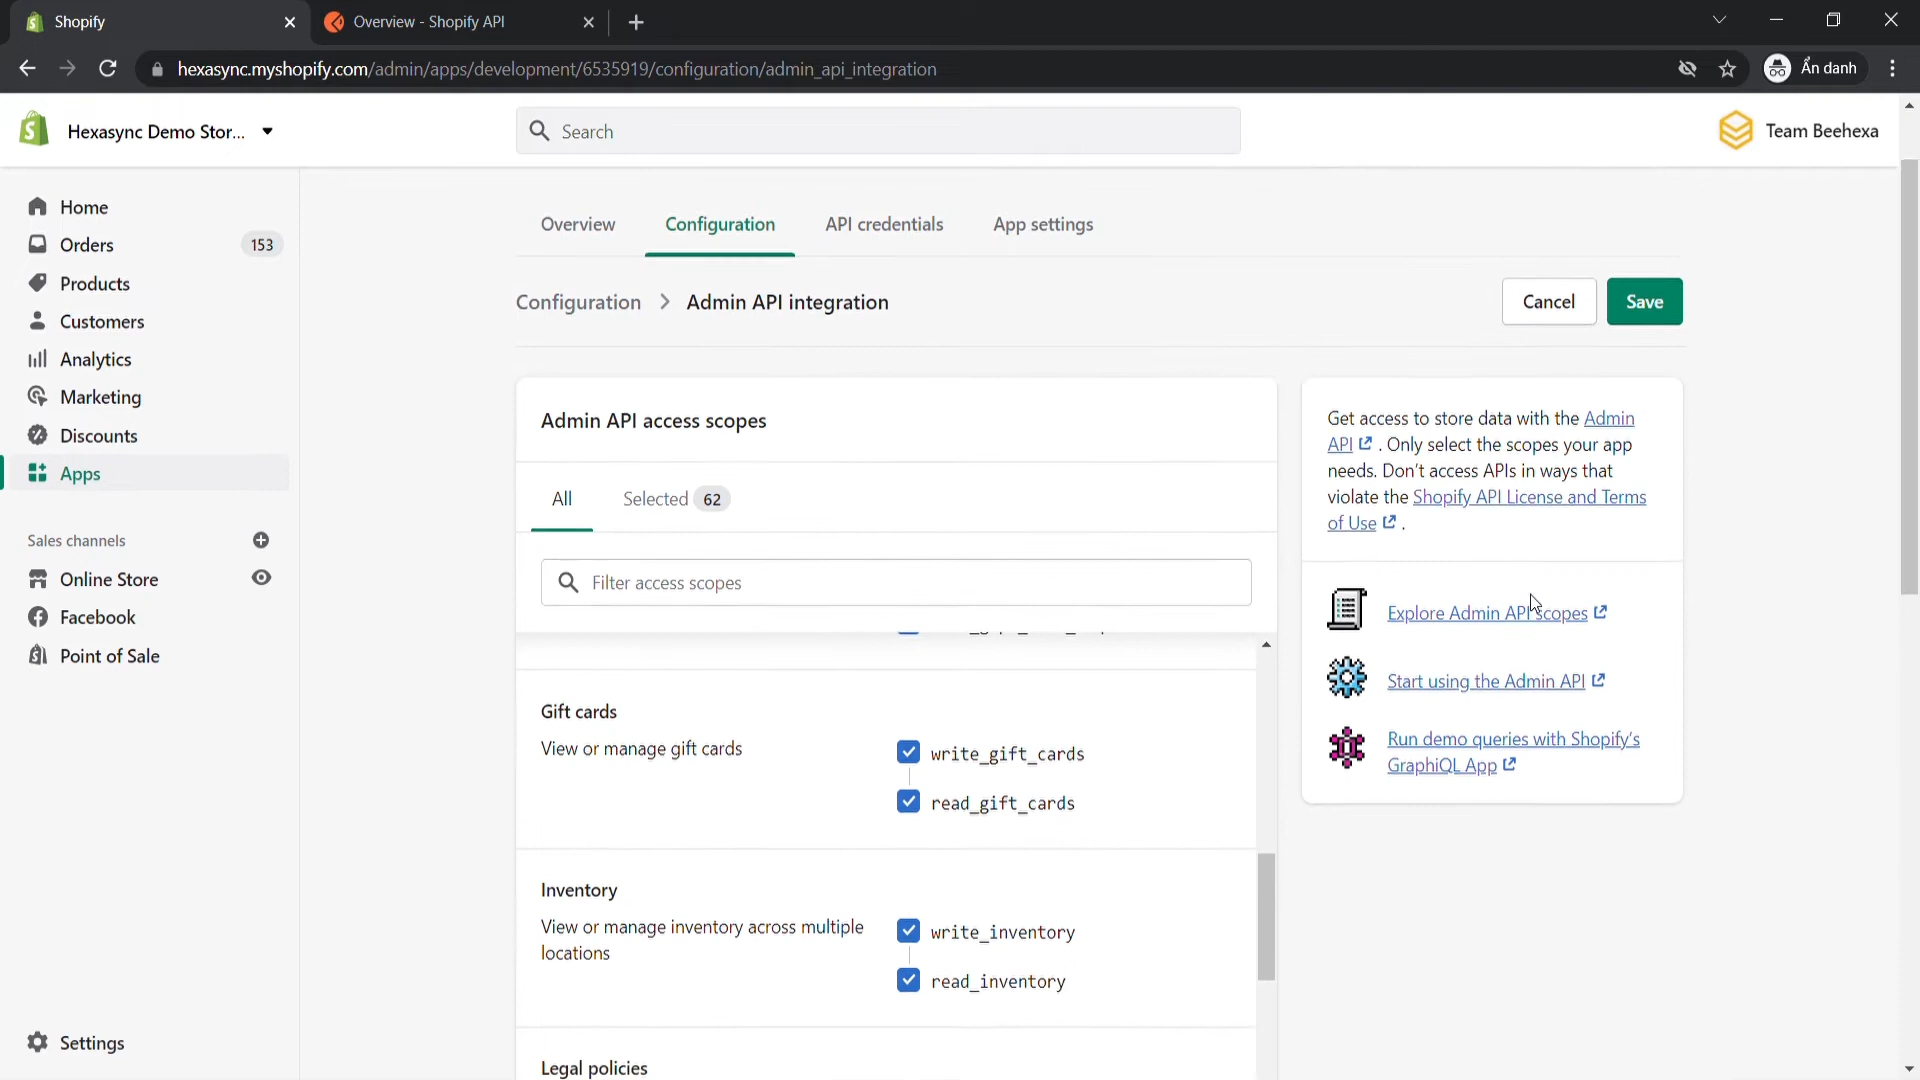 Shopify
Overview - Shopify API
hexasync.myshopify.com/admin/apps/development/6535919/configuration/admin_api_integration
Ẩn danh
Hexasync Demo Stor...
Search
Team Beehexa
Home
Orders
153
Products
Customers
Analytics
Marketing
Discounts
Apps
Sales channels
Online Store
Facebook
Point of Sale
Settings
Overview
Configuration
API credentials
App settings
Configuration
Admin API integration
Cancel
Save
Admin API access scopes
All
Selected 62
Filter access scopes
Gift cards
View or manage gift cards
write_gift_cards
read_gift_cards
Inventory
View or manage inventory across multiple
locations
write_inventory
read_inventory
Legal policies
Get access to store data with the Admin
API . Only select the scopes your app
needs. Don't access APIs in ways that
violate the Shopify API License and Terms
of Use .
Explore Admin API scopes
Start using the Admin API
Run demo queries with Shopify's
GraphiQL App